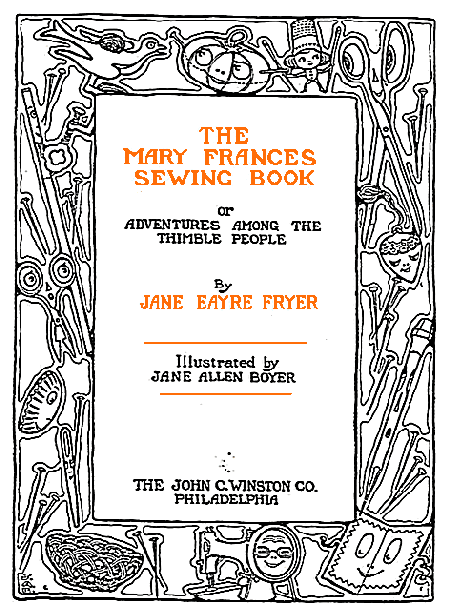 THE
MARY FRANCES
SEWING BOOK
or
ADVENTURES AMONG THE
THIMBLE PEOPLE
By
JANE EAYRE FRYER
Illustrated by
JANE ALLEN BOYER
THE JOHN C. WINSTON CO.
PHILADELPHIA